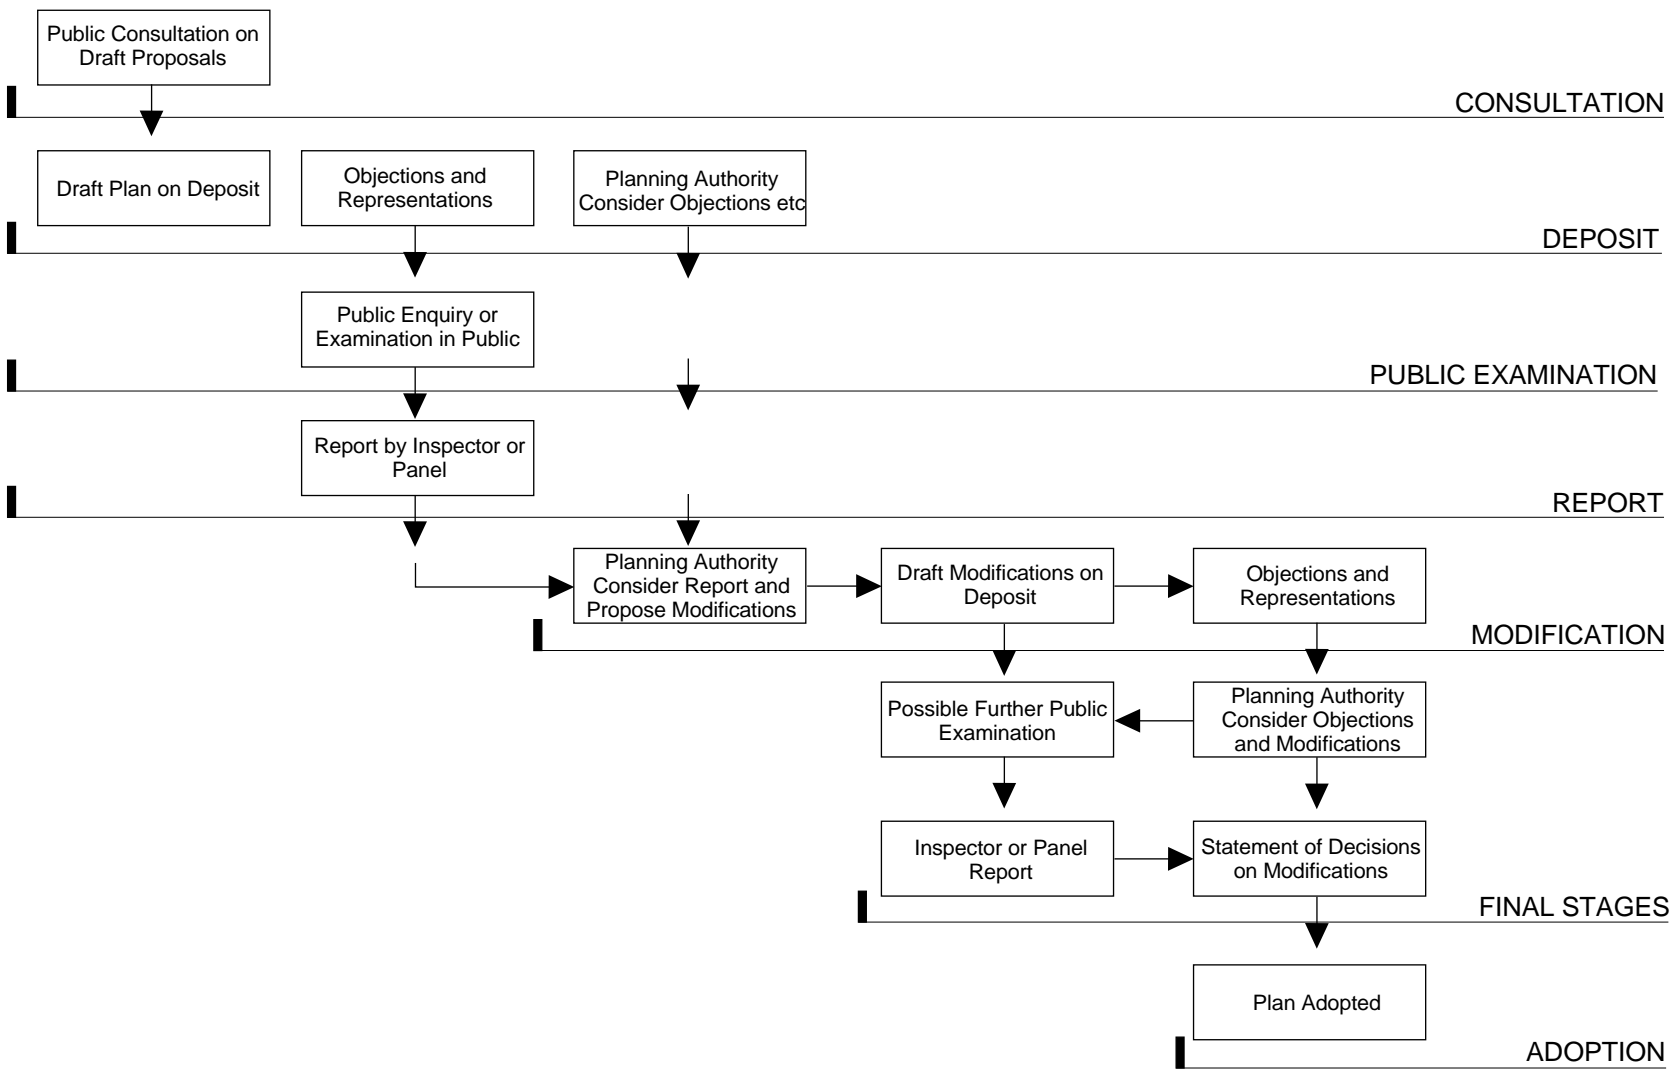 Public Consultation on
Draft Proposals
CONSULTATION
Draft Plan on Deposit
Objections and
Representations
Planning Authority
Consider Objections etc
DEPOSIT
Public Enquiry or
Examination in Public
PUBLIC EXAMINATION
Report by Inspector or
Panel
REPORT
Planning Authority
Consider Report and
Propose Modifications
Draft Modifications on
Deposit
Objections and
Representations
MODIFICATION
Possible Further Public
Examination
Planning Authority
Consider Objections
and Modifications
Inspector or Panel
Report
Statement of Decisions
on Modifications
FINAL STAGES
Plan Adopted
ADOPTION